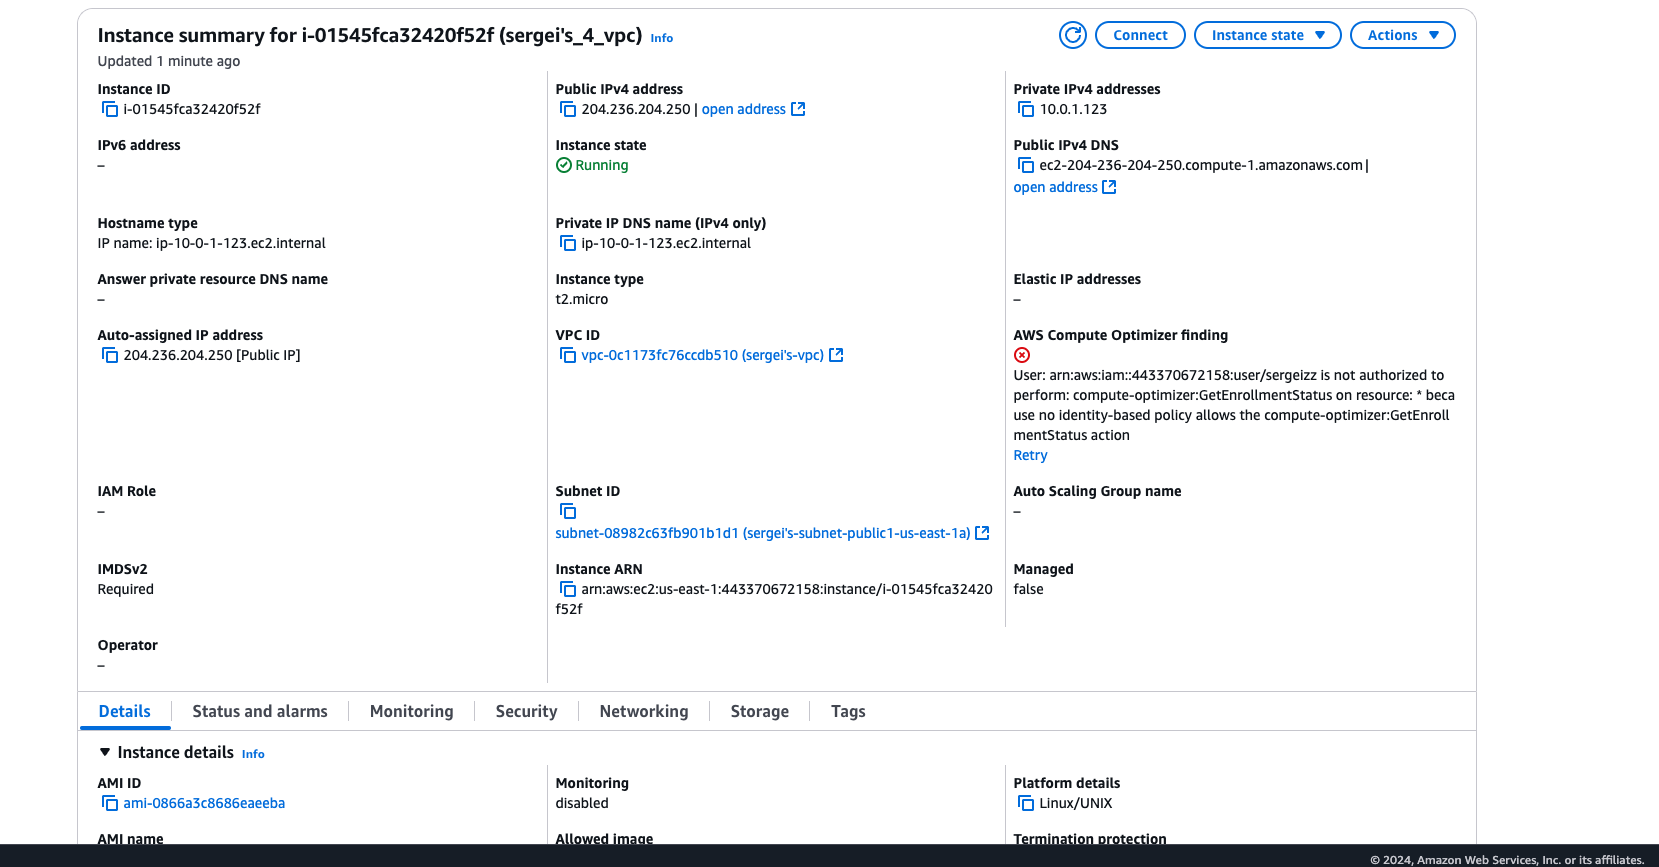 Instance summary for i-01545fca32420f52f (sergei's_4_vpc) Info
Connect
Instance state
Actions
Updated 1 minute ago
Instance ID
i-01545fca32420f52f
Public IPv4 address
204.236.204.250 | open address
Private IPv4 addresses
10.0.1.123
IPv6 address
–
Instance state
Running
Public IPv4 DNS
ec2-204-236-204-250.compute-1.amazonaws.com |
open address
Hostname type
IP name: ip-10-0-1-123.ec2.internal
Private IP DNS name (IPv4 only)
ip-10-0-1-123.ec2.internal
Answer private resource DNS name
–
Instance type
t2.micro
Elastic IP addresses
–
Auto-assigned IP address
204.236.204.250 [Public IP]
VPC ID
vpc-0c1173fc76ccdb510 (sergei's-vpc)
AWS Compute Optimizer finding
User: arn:aws:iam::443370672158:user/sergeizz is not authorized to
perform: compute-optimizer:GetEnrollmentStatus on resource: * beca
use no identity-based policy allows the compute-optimizer:GetEnroll
mentStatus action
Retry
IAM Role
–
Subnet ID
subnet-08982c63fb901b1d1 (sergei's-subnet-public1-us-east-1a)
Auto Scaling Group name
–
IMDSv2
Required
Instance ARN
arn:aws:ec2:us-east-1:443370672158:instance/i-01545fca32420
f52f
Managed
false
Operator
–
Details
Status and alarms
Monitoring
Security
Networking
Storage
Tags
Instance details Info
AMI ID
ami-0866a3c8686eaeeba
Monitoring
disabled
Platform details
Linux/UNIX
AMI name
Allowed image
Termination protection
© 2024, Amazon Web Services, Inc. or its affiliates.